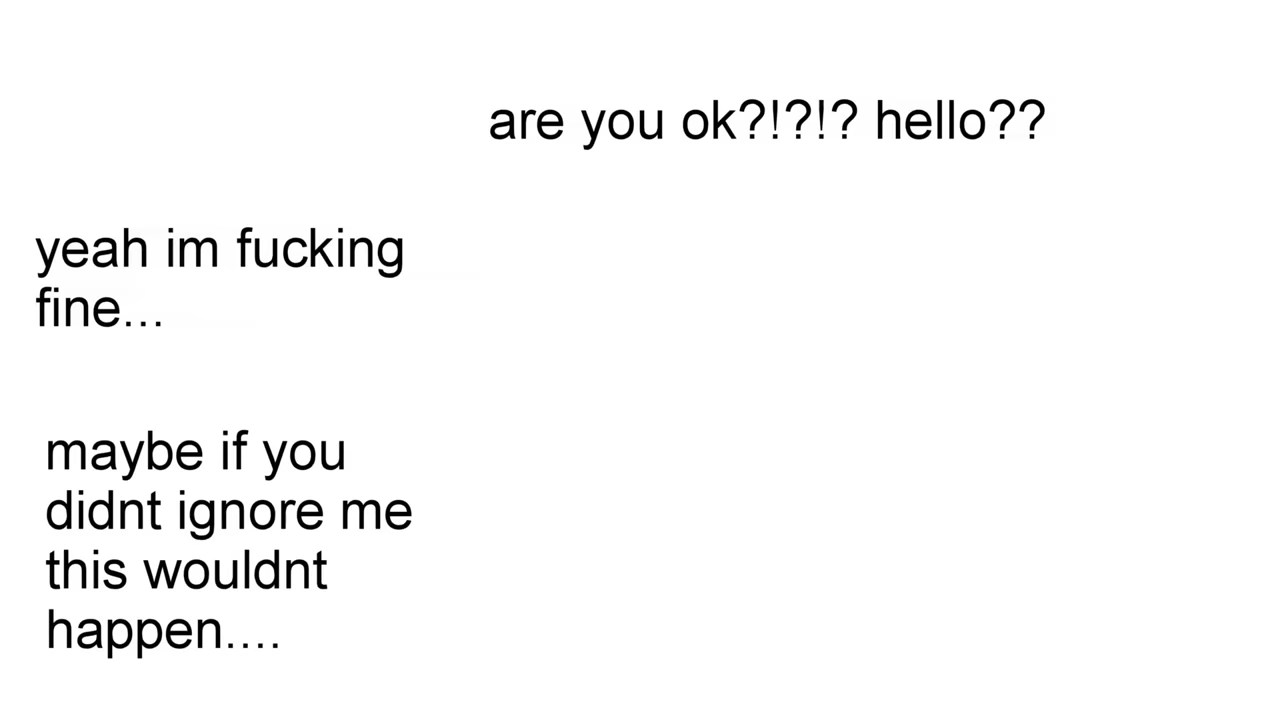 are you ok?!?!? hello??
yeah im fucking
fine...
maybe if you
didnt ignore me
this wouldnt
happen....